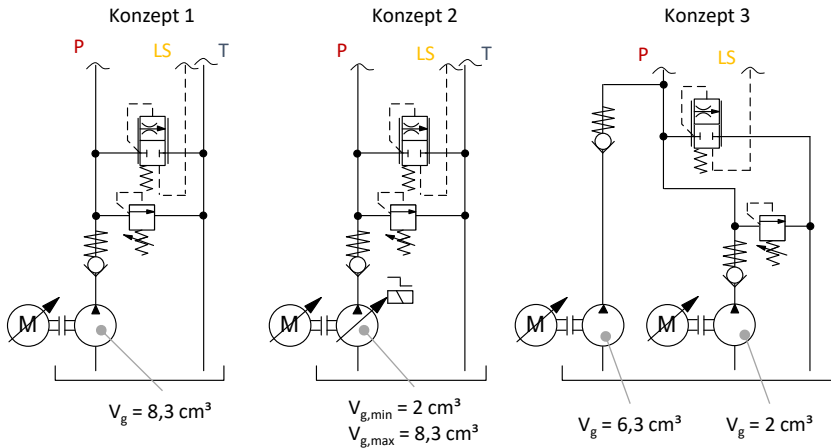 Konzept 1
Konzept 2
Konzept 3
P
LS
T
P
LS
T
P
LS
M
M
M
M
V_g = 8,3 cm³
V_g,min = 2 cm³
V_g,max = 8,3 cm³
V_g = 6,3 cm³
V_g = 2 cm³